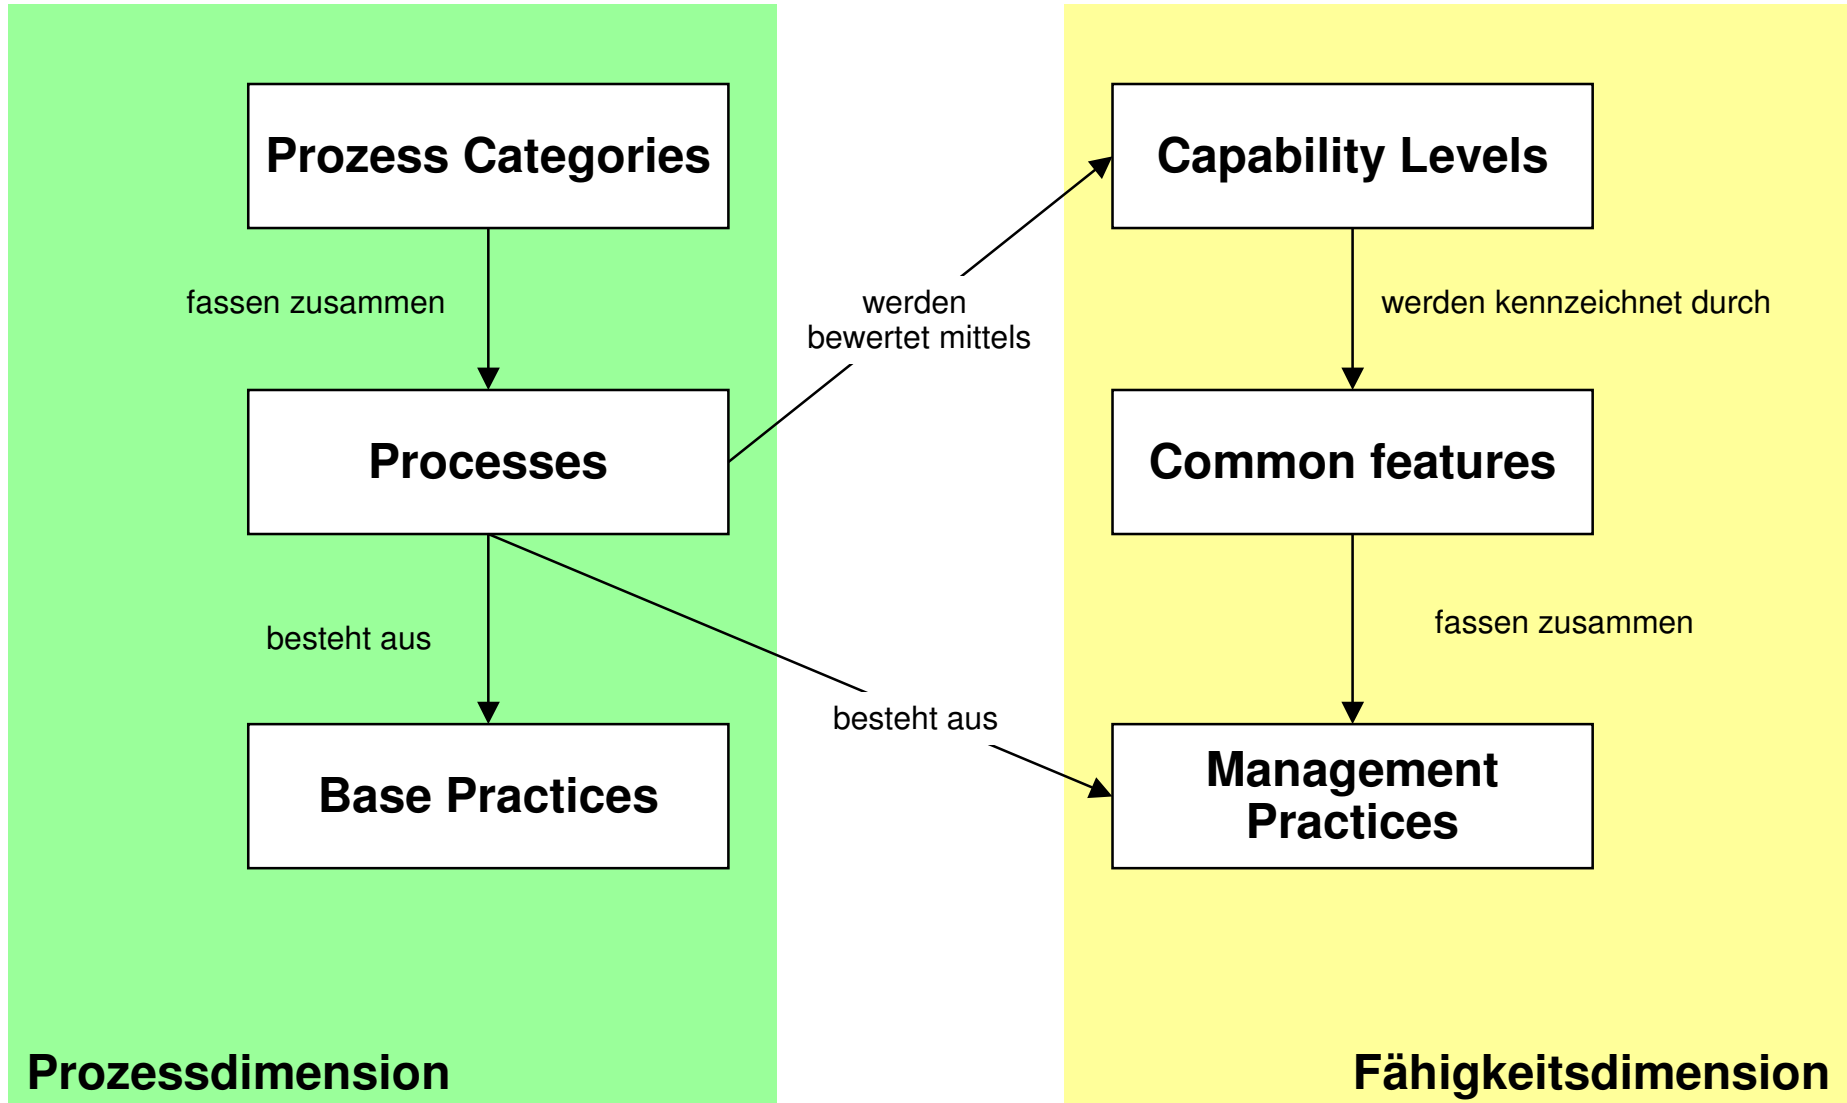 Prozess Categories
Capability Levels
fassen zusammen
werden
bewertet mittels
werden kennzeichnet durch
Processes
Common features
besteht aus
besteht aus
fassen zusammen
Base Practices
Management
Practices
Prozessdimension
Fähigkeitsdimension